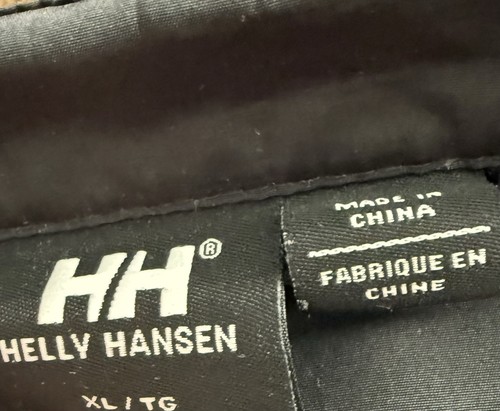 HH®
HELLY HANSEN
XL / TG
MADE IN
CHINA
FABRIQUE EN
CHINE